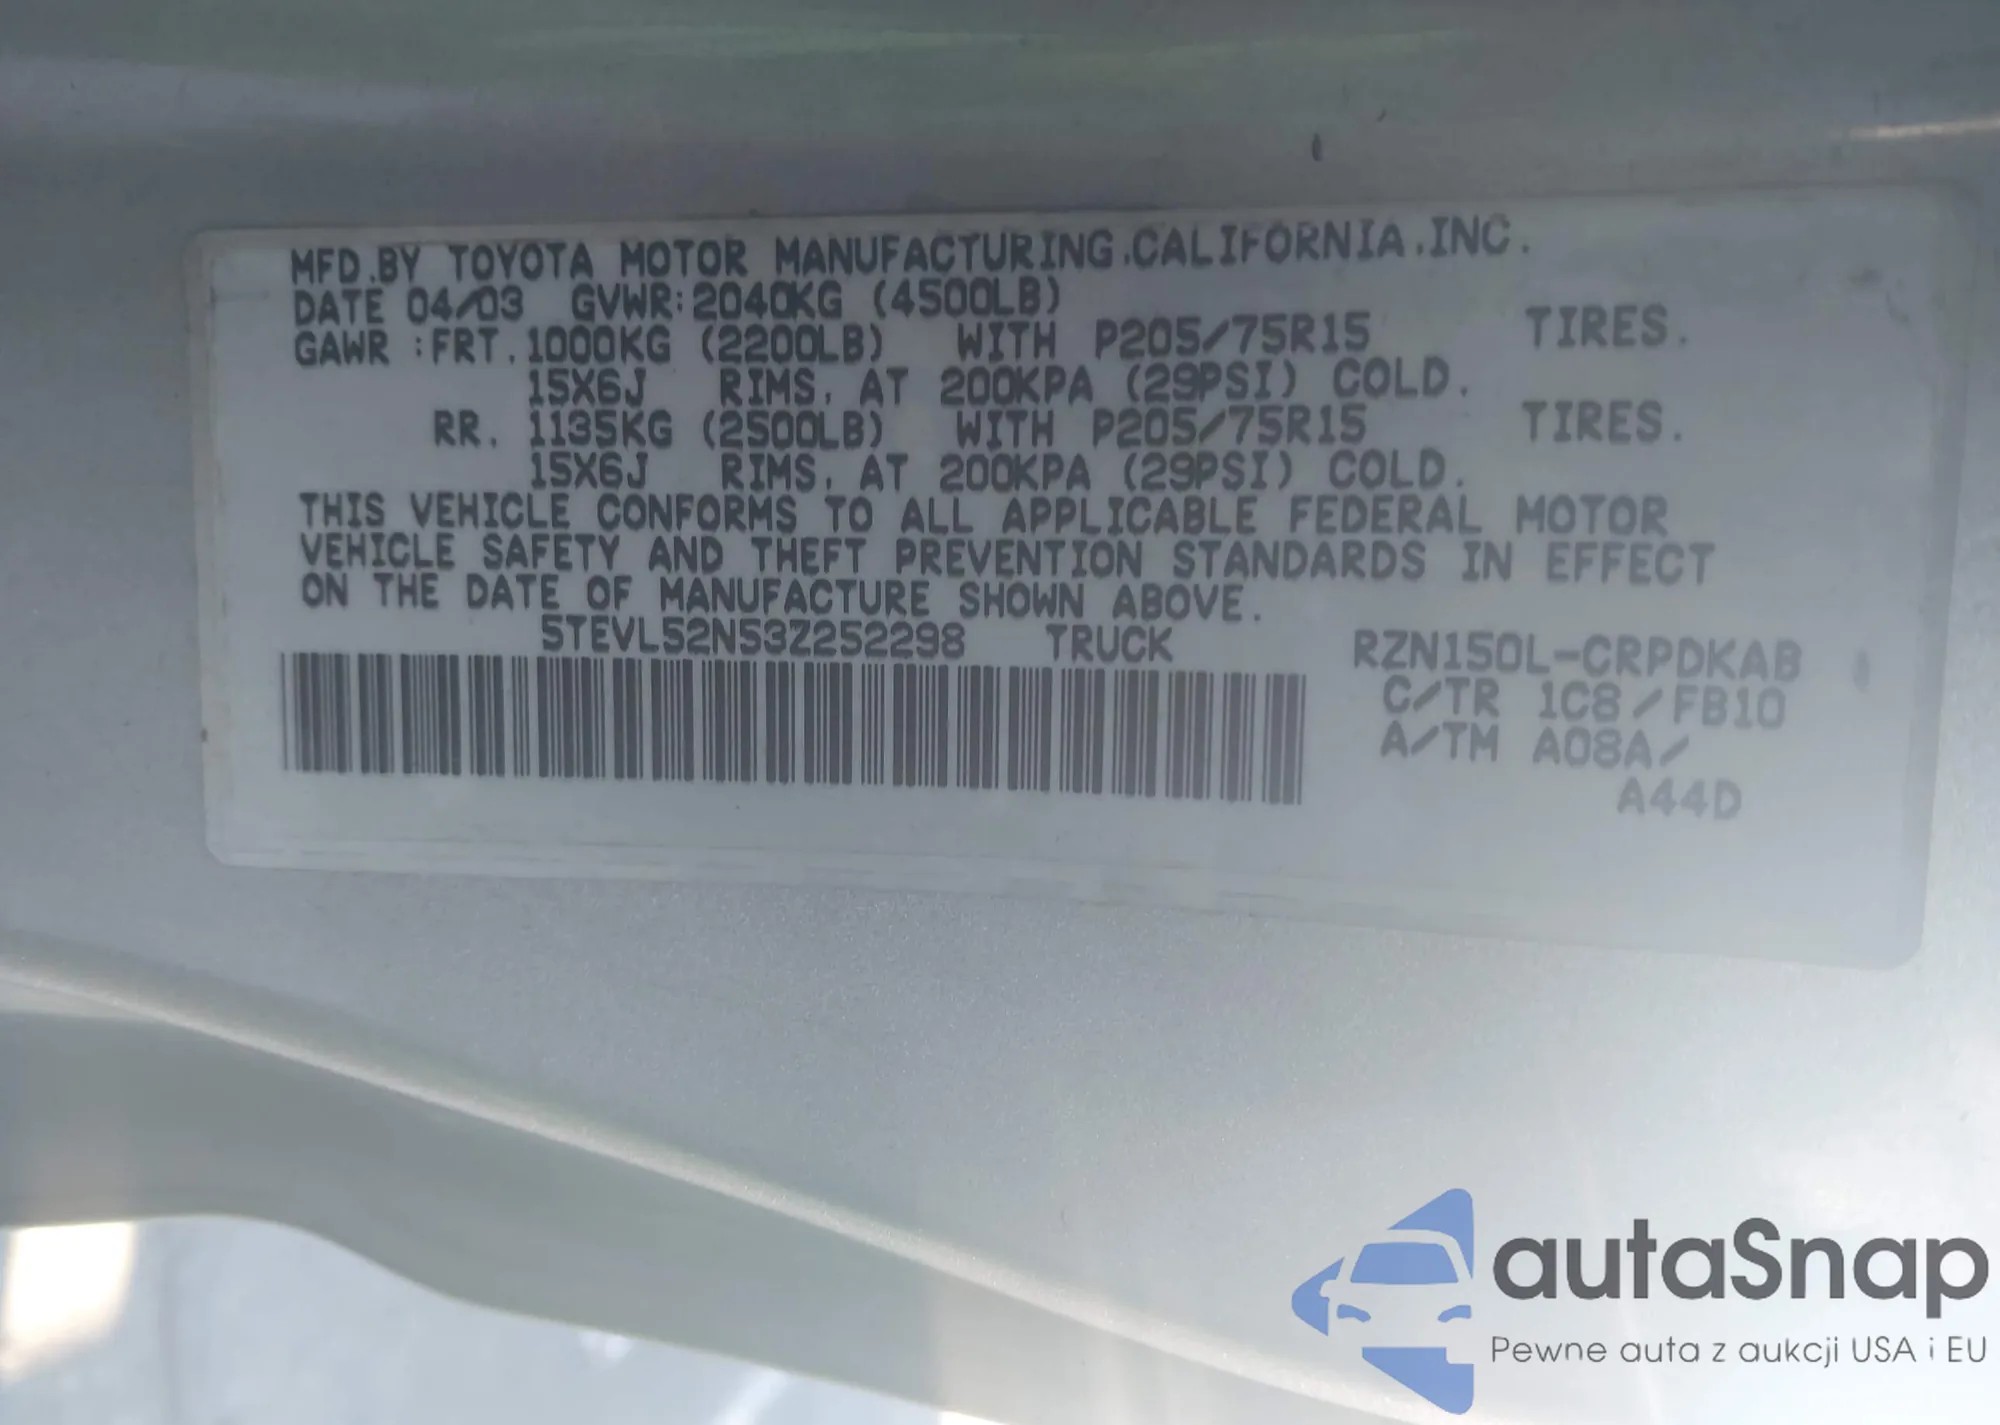 MFD.BY TOYOTA MOTOR MANUFACTURING.CALIFORNIA.INC.
DATE 04/03 GVWR:2040KG (4500LB)
GAWR :FRT. 1000KG (2200LB) WITH P205/75R15 TIRES.
15X6J RIMS, AT 200KPA (29PSI) COLD.
RR. 1135KG (2500LB) WITH P205/75R15 TIRES.
15X6J RIMS, AT 200KPA (29PSI) COLD.
THIS VEHICLE CONFORMS TO ALL APPLICABLE FEDERAL MOTOR
VEHICLE SAFETY AND THEFT PREVENTION STANDARDS IN EFFECT
ON THE DATE OF MANUFACTURE SHOWN ABOVE.
5TEVL52N53Z252298 TRUCK RZN150L-CRPDKAB
C/TR 1C8/FB10
A/TM A08A/
A44D
autaSnap
Pewne auta z aukcji USA i EU